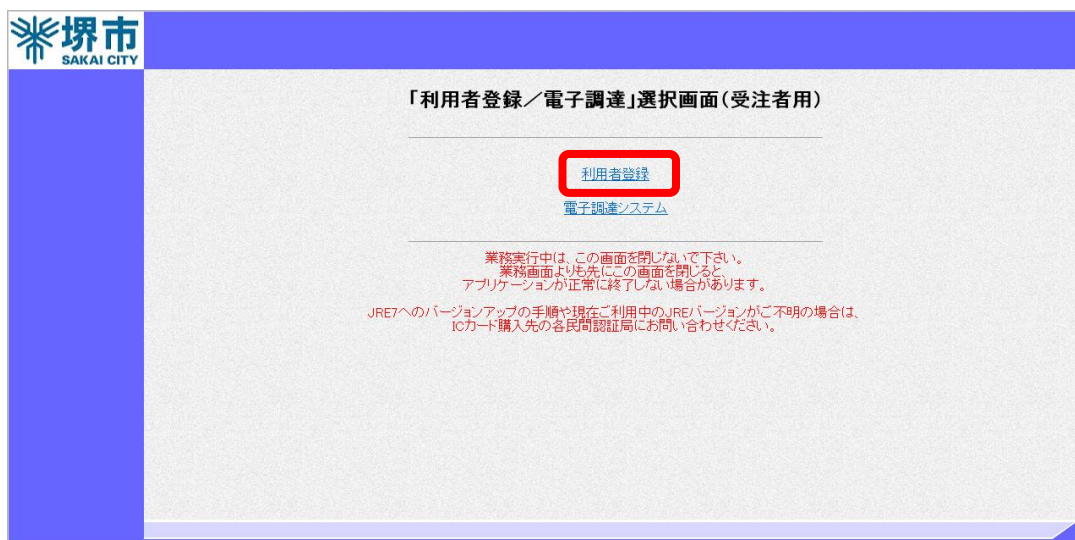 堺市
SAKAI CITY
「利用者登録／電子調達」選択画面(受注者用)
利用者登録
電子調達システム
業務実行中は、この画面を閉じないで下さい。
業務画面よりも先にこの画面を閉じると、
アプリケーションが正常に終了しない場合があります。
JRE7へのバージョンアップの手順や現在ご利用中のJREバージョンがご不明の場合は、
ICカード購入先の各民間認証局にお問い合わせください。